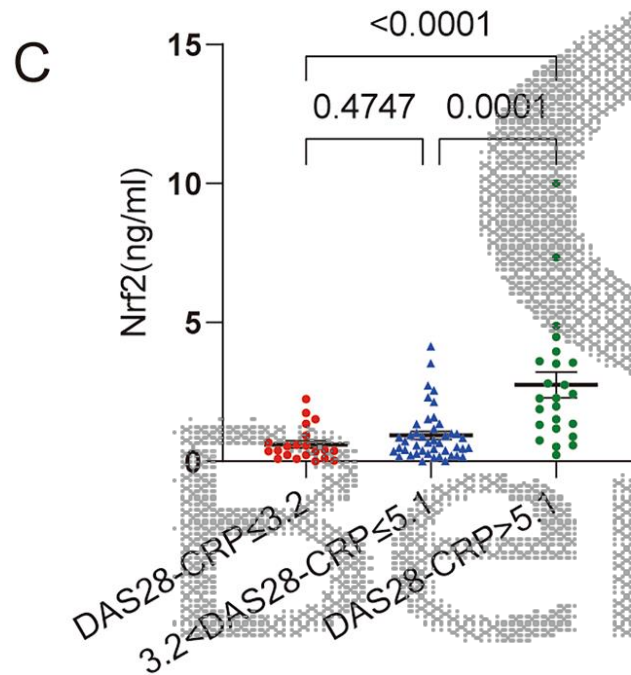 C
<0.0001
0.4747 0.0001
Nrf2(ng/ml)
15
10
5
0
DAS28-CRP≤3.2
3.2<DAS28-CRP≤5.1
DAS28-CRP>5.1